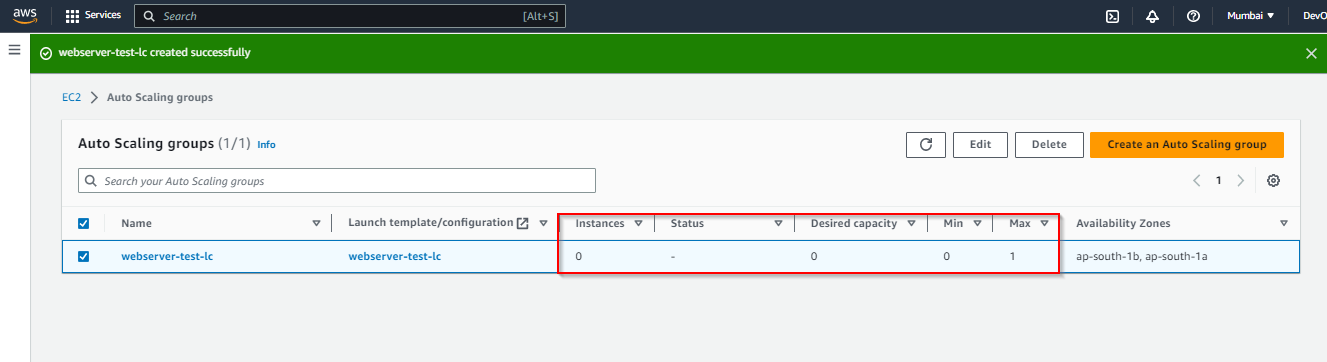 aws Services Search [Alt+S] Mumbai DevO
webserver-test-lc created successfully
EC2 Auto Scaling groups
Auto Scaling groups (1/1) Info Edit Delete Create an Auto Scaling group
Search your Auto Scaling groups 1
Name Launch template/configuration Instances Status Desired capacity Min Max Availability Zones
webserver-test-lc webserver-test-lc 0 - 0 0 1 ap-south-1b, ap-south-1a